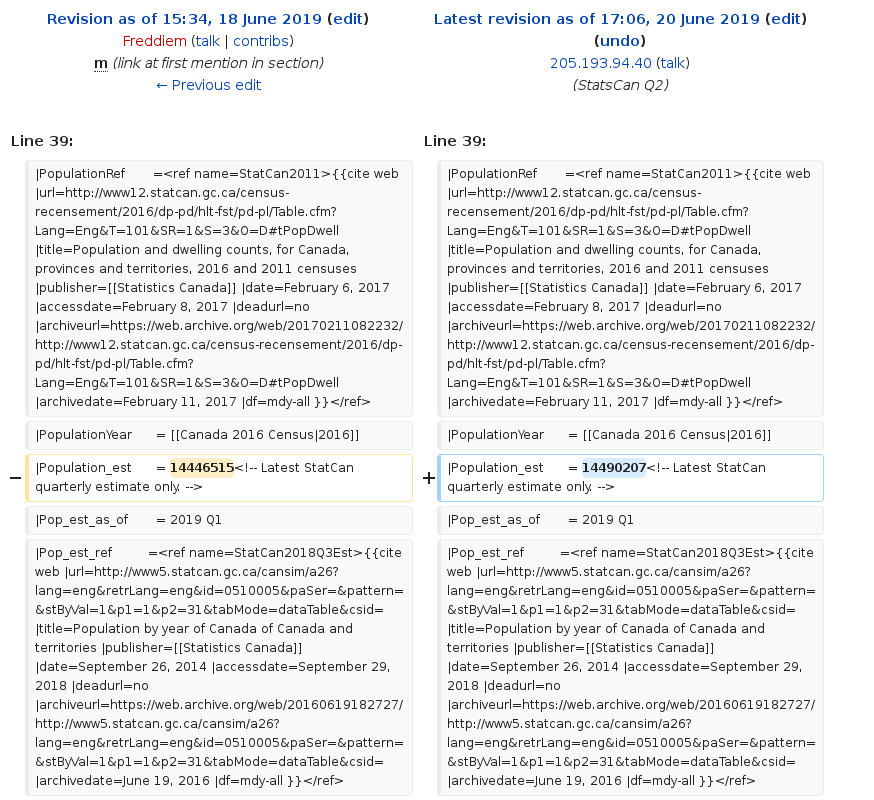 Revision as of 15:34, 18 June 2019 (edit)
Freddiem (talk | contribs)
m (link at first mention in section)
← Previous edit
Latest revision as of 17:06, 20 June 2019 (edit)
(undo)
205.193.94.40 (talk)
(StatsCan Q2)
Line 39:
Line 39:
|PopulationRef =<ref name=StatCan2011>{{cite web
|url=http://www12.statcan.gc.ca/census-
recensement/2016/dp-pd/hlt-fst/pd-pl/Table.cfm?
Lang=Eng&T=101&SR=1&S=3&O=D#tPopDwell
|title=Population and dwelling counts, for Canada,
provinces and territories, 2016 and 2011 censuses
|publisher=[[Statistics Canada]] |date=February 6, 2017
|accessdate=February 8, 2017 |deadurl=no
|archiveurl=https://web.archive.org/web/20170211082232/
http://www12.statcan.gc.ca/census-recensement/2016/dp-
pd/hlt-fst/pd-pl/Table.cfm?
Lang=Eng&T=101&SR=1&S=3&O=D#tPopDwell
|archivedate=February 11, 2017 |df=mdy-all }}</ref>
|PopulationRef =<ref name=StatCan2011>{{cite web
|url=http://www12.statcan.gc.ca/census-
recensement/2016/dp-pd/hlt-fst/pd-pl/Table.cfm?
Lang=Eng&T=101&SR=1&S=3&O=D#tPopDwell
|title=Population and dwelling counts, for Canada,
provinces and territories, 2016 and 2011 censuses
|publisher=[[Statistics Canada]] |date=February 6, 2017
|accessdate=February 8, 2017 |deadurl=no
|archiveurl=https://web.archive.org/web/20170211082232/
http://www12.statcan.gc.ca/census-recensement/2016/dp-
pd/hlt-fst/pd-pl/Table.cfm?
Lang=Eng&T=101&SR=1&S=3&O=D#tPopDwell
|archivedate=February 11, 2017 |df=mdy-all }}</ref>
|PopulationYear = [[Canada 2016 Census|2016]]
|PopulationYear = [[Canada 2016 Census|2016]]
− |Population_est = 14446515<!-- Latest StatCan
quarterly estimate only. -->
+ |Population_est = 14490207<!-- Latest StatCan
quarterly estimate only. -->
|Pop_est_as_of = 2019 Q1
|Pop_est_as_of = 2019 Q1
|Pop_est_ref =<ref name=StatCan2018Q3Est>{{cite
web |url=http://www5.statcan.gc.ca/cansim/a26?
lang=eng&retrLang=eng&id=0510005&paSer=&pattern=
&stByVal=1&p1=1&p2=31&tabMode=dataTable&csid=
|title=Population by year of Canada of Canada and
territories |publisher=[[Statistics Canada]]
|date=September 26, 2014 |accessdate=September 29,
2018 |deadurl=no
|archiveurl=https://web.archive.org/web/20160619182727/
http://www5.statcan.gc.ca/cansim/a26?
lang=eng&retrLang=eng&id=0510005&paSer=&pattern=
&stByVal=1&p1=1&p2=31&tabMode=dataTable&csid=
|archivedate=June 19, 2016 |df=mdy-all }}</ref>
|Pop_est_ref =<ref name=StatCan2018Q3Est>{{cite
web |url=http://www5.statcan.gc.ca/cansim/a26?
lang=eng&retrLang=eng&id=0510005&paSer=&pattern=
&stByVal=1&p1=1&p2=31&tabMode=dataTable&csid=
|title=Population by year of Canada of Canada and
territories |publisher=[[Statistics Canada]]
|date=September 26, 2014 |accessdate=September 29,
2018 |deadurl=no
|archiveurl=https://web.archive.org/web/20160619182727/
http://www5.statcan.gc.ca/cansim/a26?
lang=eng&retrLang=eng&id=0510005&paSer=&pattern=
&stByVal=1&p1=1&p2=31&tabMode=dataTable&csid=
|archivedate=June 19, 2016 |df=mdy-all }}</ref>